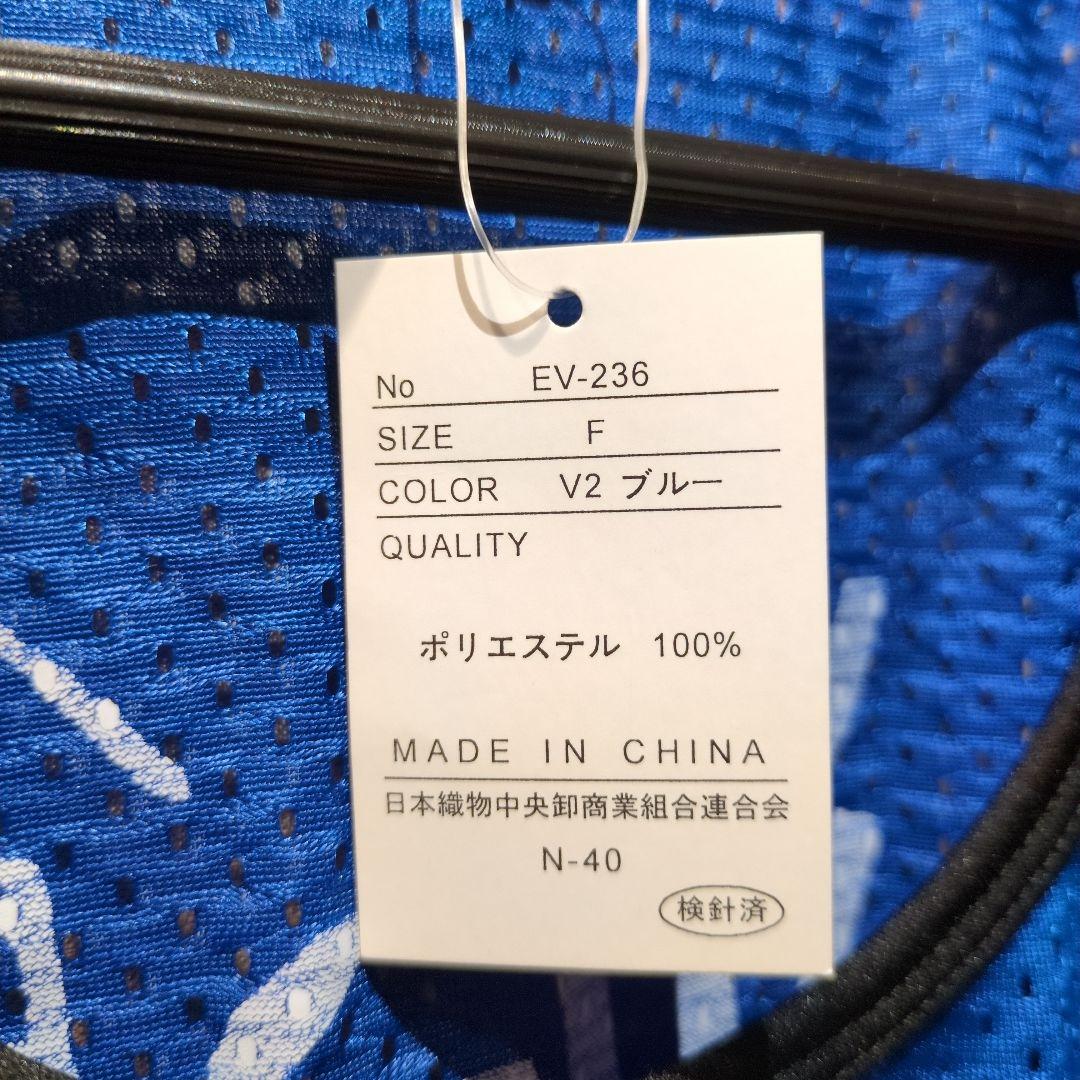 No EV-236
SIZE F
COLOR V2 ブルー
QUALITY
ポリエステル 100%
MADE IN CHINA
日本織物中央卸商業組合連合会
N-40
検針済